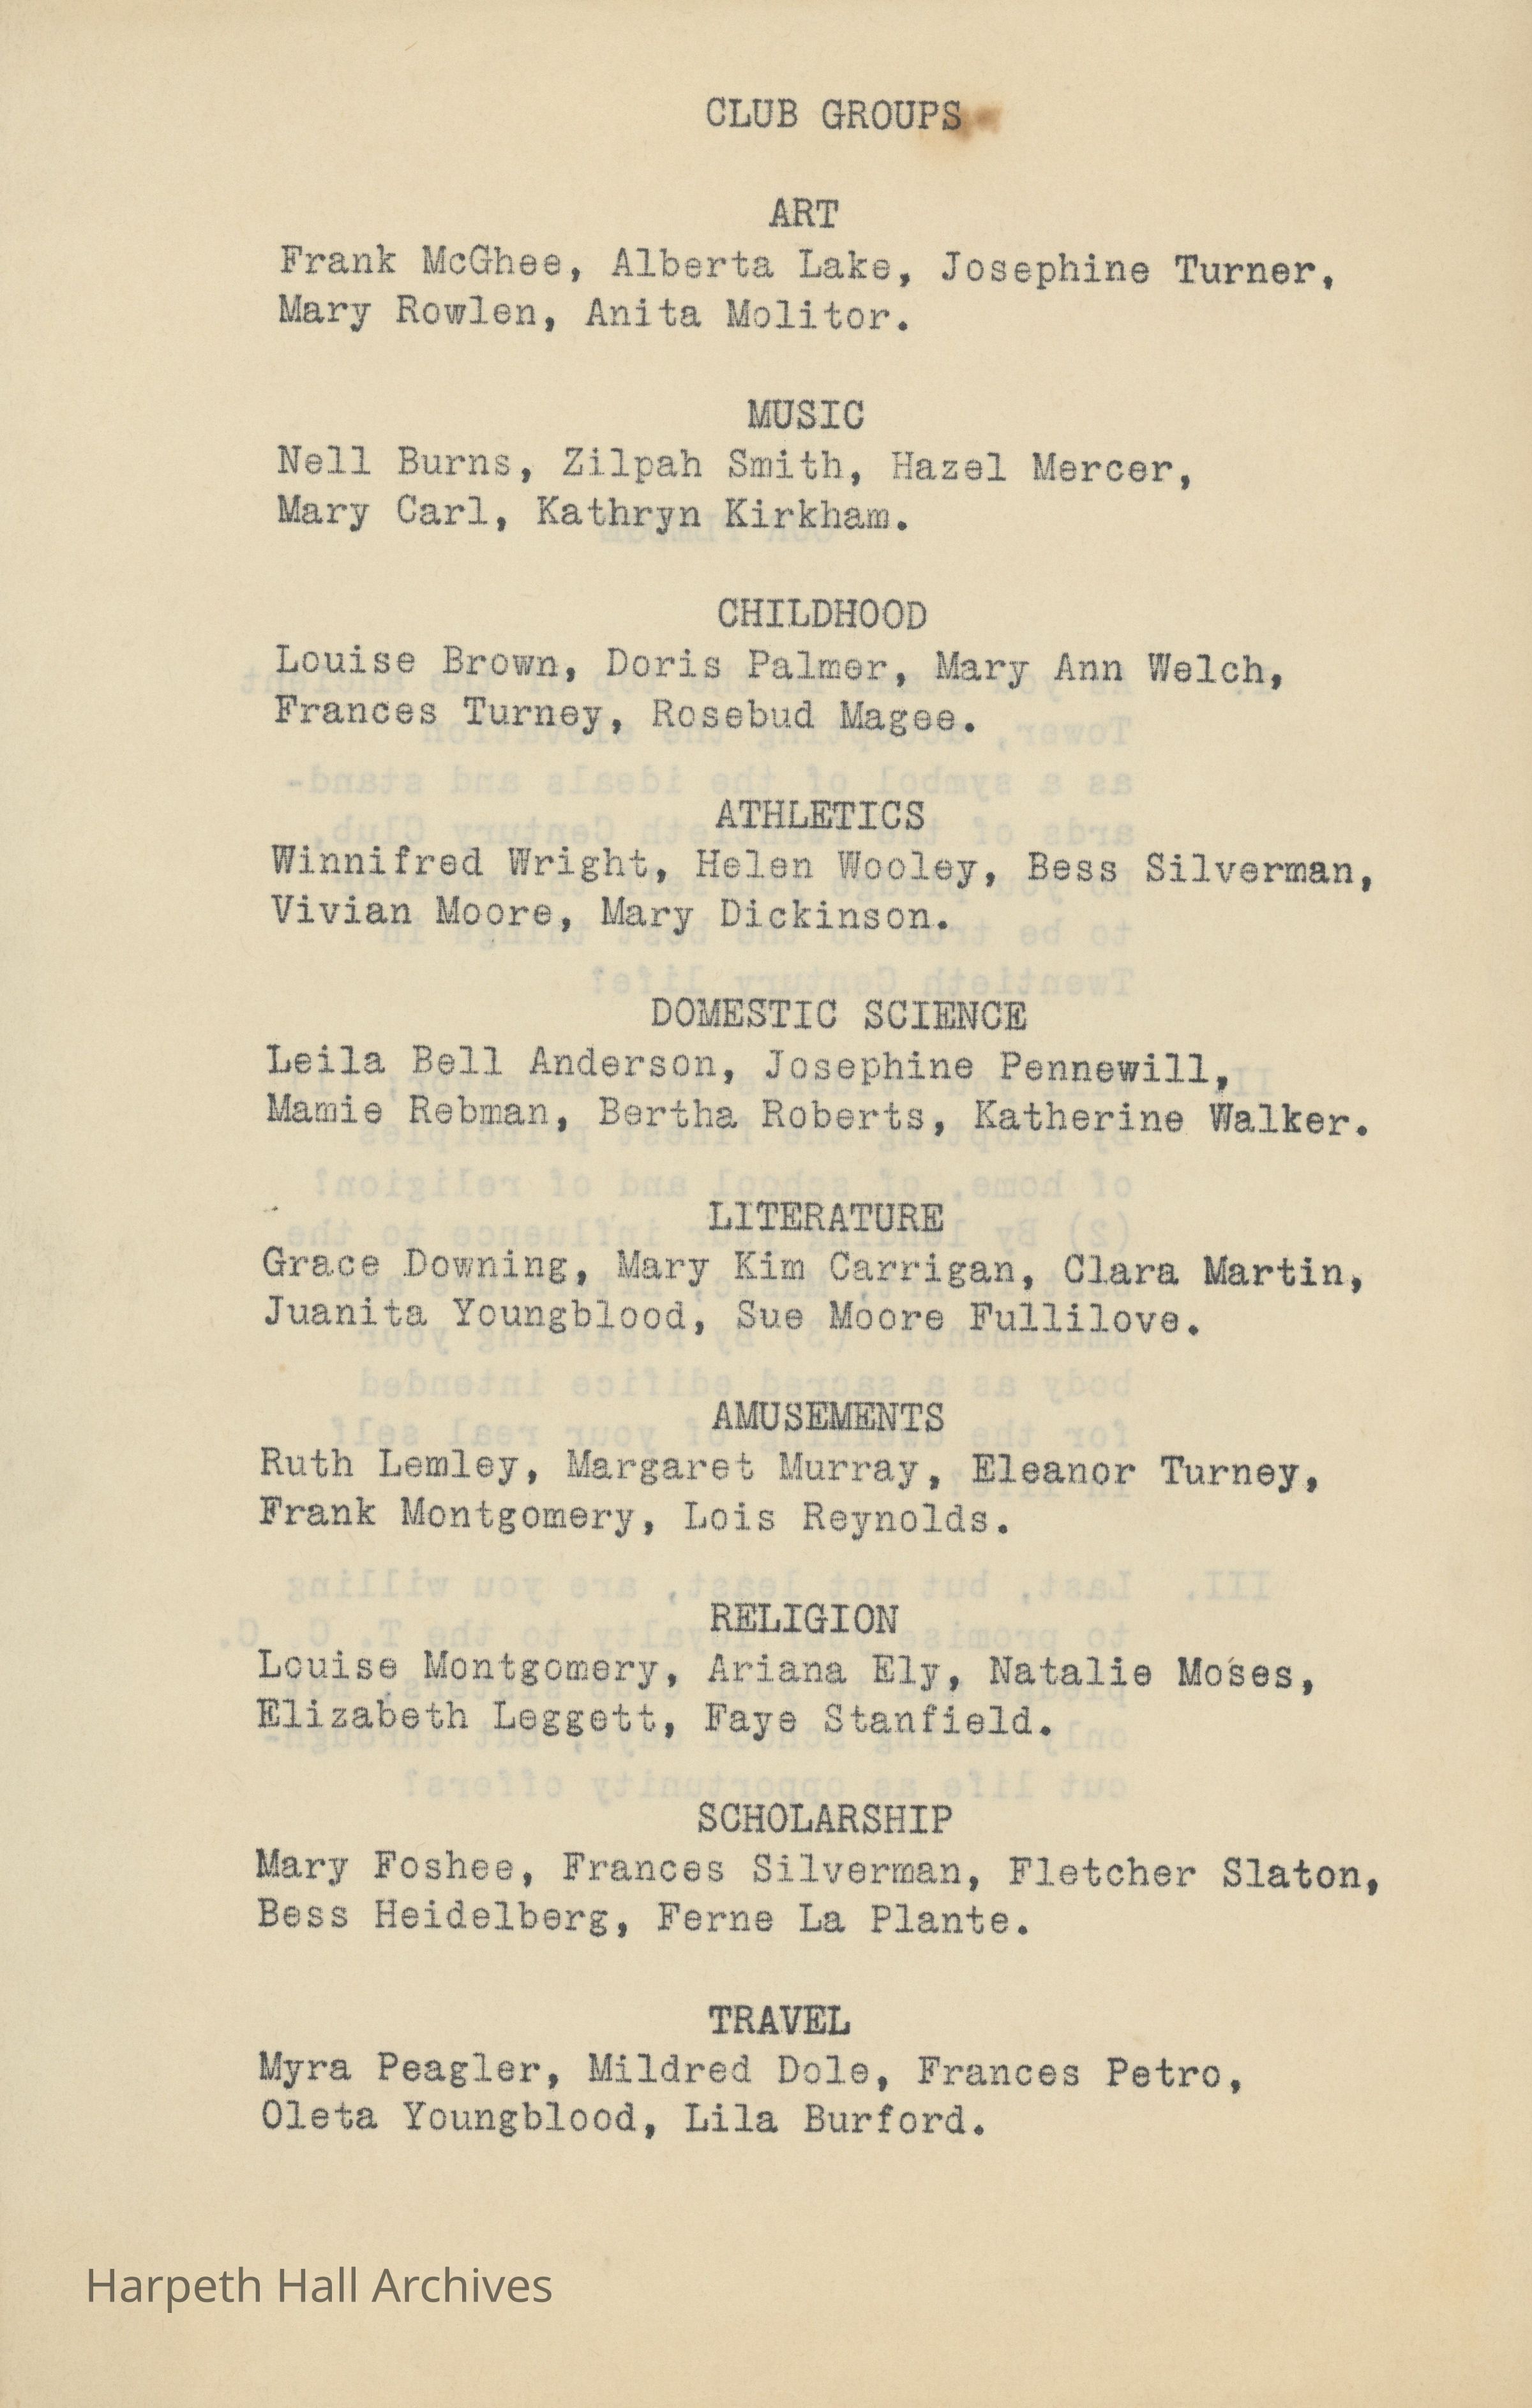 CLUB GROUPS
ART
Frank McGhee, Alberta Lake, Josephine Turner,
Mary Rowlen, Anita Molitor.
MUSIC
Nell Burns, Zilpah Smith, Hazel Mercer,
Mary Carl, Kathryn Kirkham.
CHILDHOOD
Louise Brown, Doris Palmer, Mary Ann Welch,
Frances Turney, Rosebud Magee.
ATHLETICS
Winnifred Wright, Helen Wooley, Bess Silverman,
Vivian Moore, Mary Dickinson.
DOMESTIC SCIENCE
Leila Bell Anderson, Josephine Pennewill,
Mamie Rebman, Bertha Roberts, Katherine Walker.
LITERATURE
Grace Downing, Mary Kim Carrigan, Clara Martin,
Juanita Youngblood, Sue Moore Fullilove.
AMUSEMENTS
Ruth Lemley, Margaret Murray, Eleanor Turney,
Frank Montgomery, Lois Reynolds.
RELIGION
Louise Montgomery, Ariana Ely, Natalie Moses,
Elizabeth Leggett, Faye Stanfield.
SCHOLARSHIP
Mary Foshee, Frances Silverman, Fletcher Slaton,
Bess Heidelberg, Ferne La Plante.
TRAVEL
Myra Peagler, Mildred Dole, Frances Petro,
Oleta Youngblood, Lila Burford.
Harpeth Hall Archives